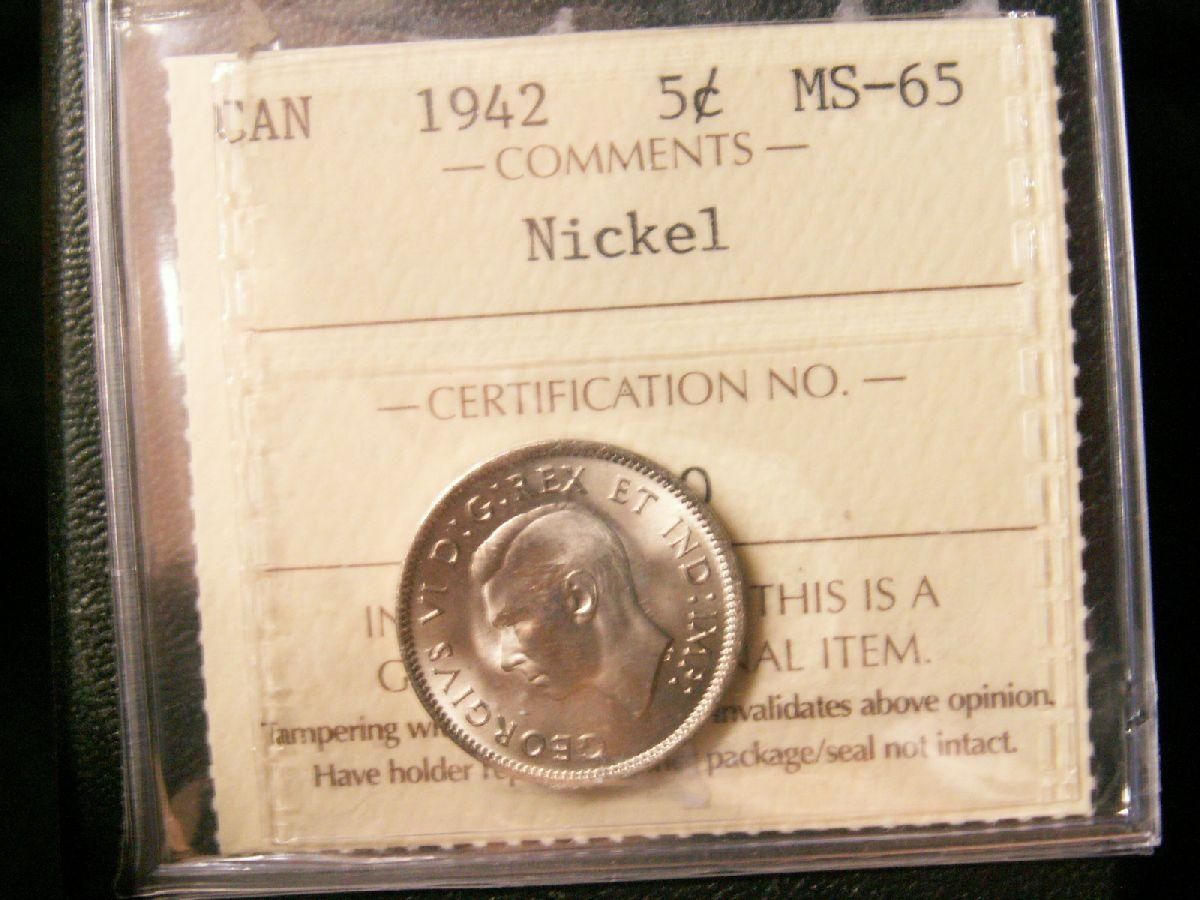 CAN 1942 5¢ MS-65
— COMMENTS —
Nickel
— CERTIFICATION NO. —
THIS IS A
ITEM.
Tampering invalidates above opinion.
Have holder package/seal not intact.
GEORGIVS VI D:G:REX ET IND:IMP: